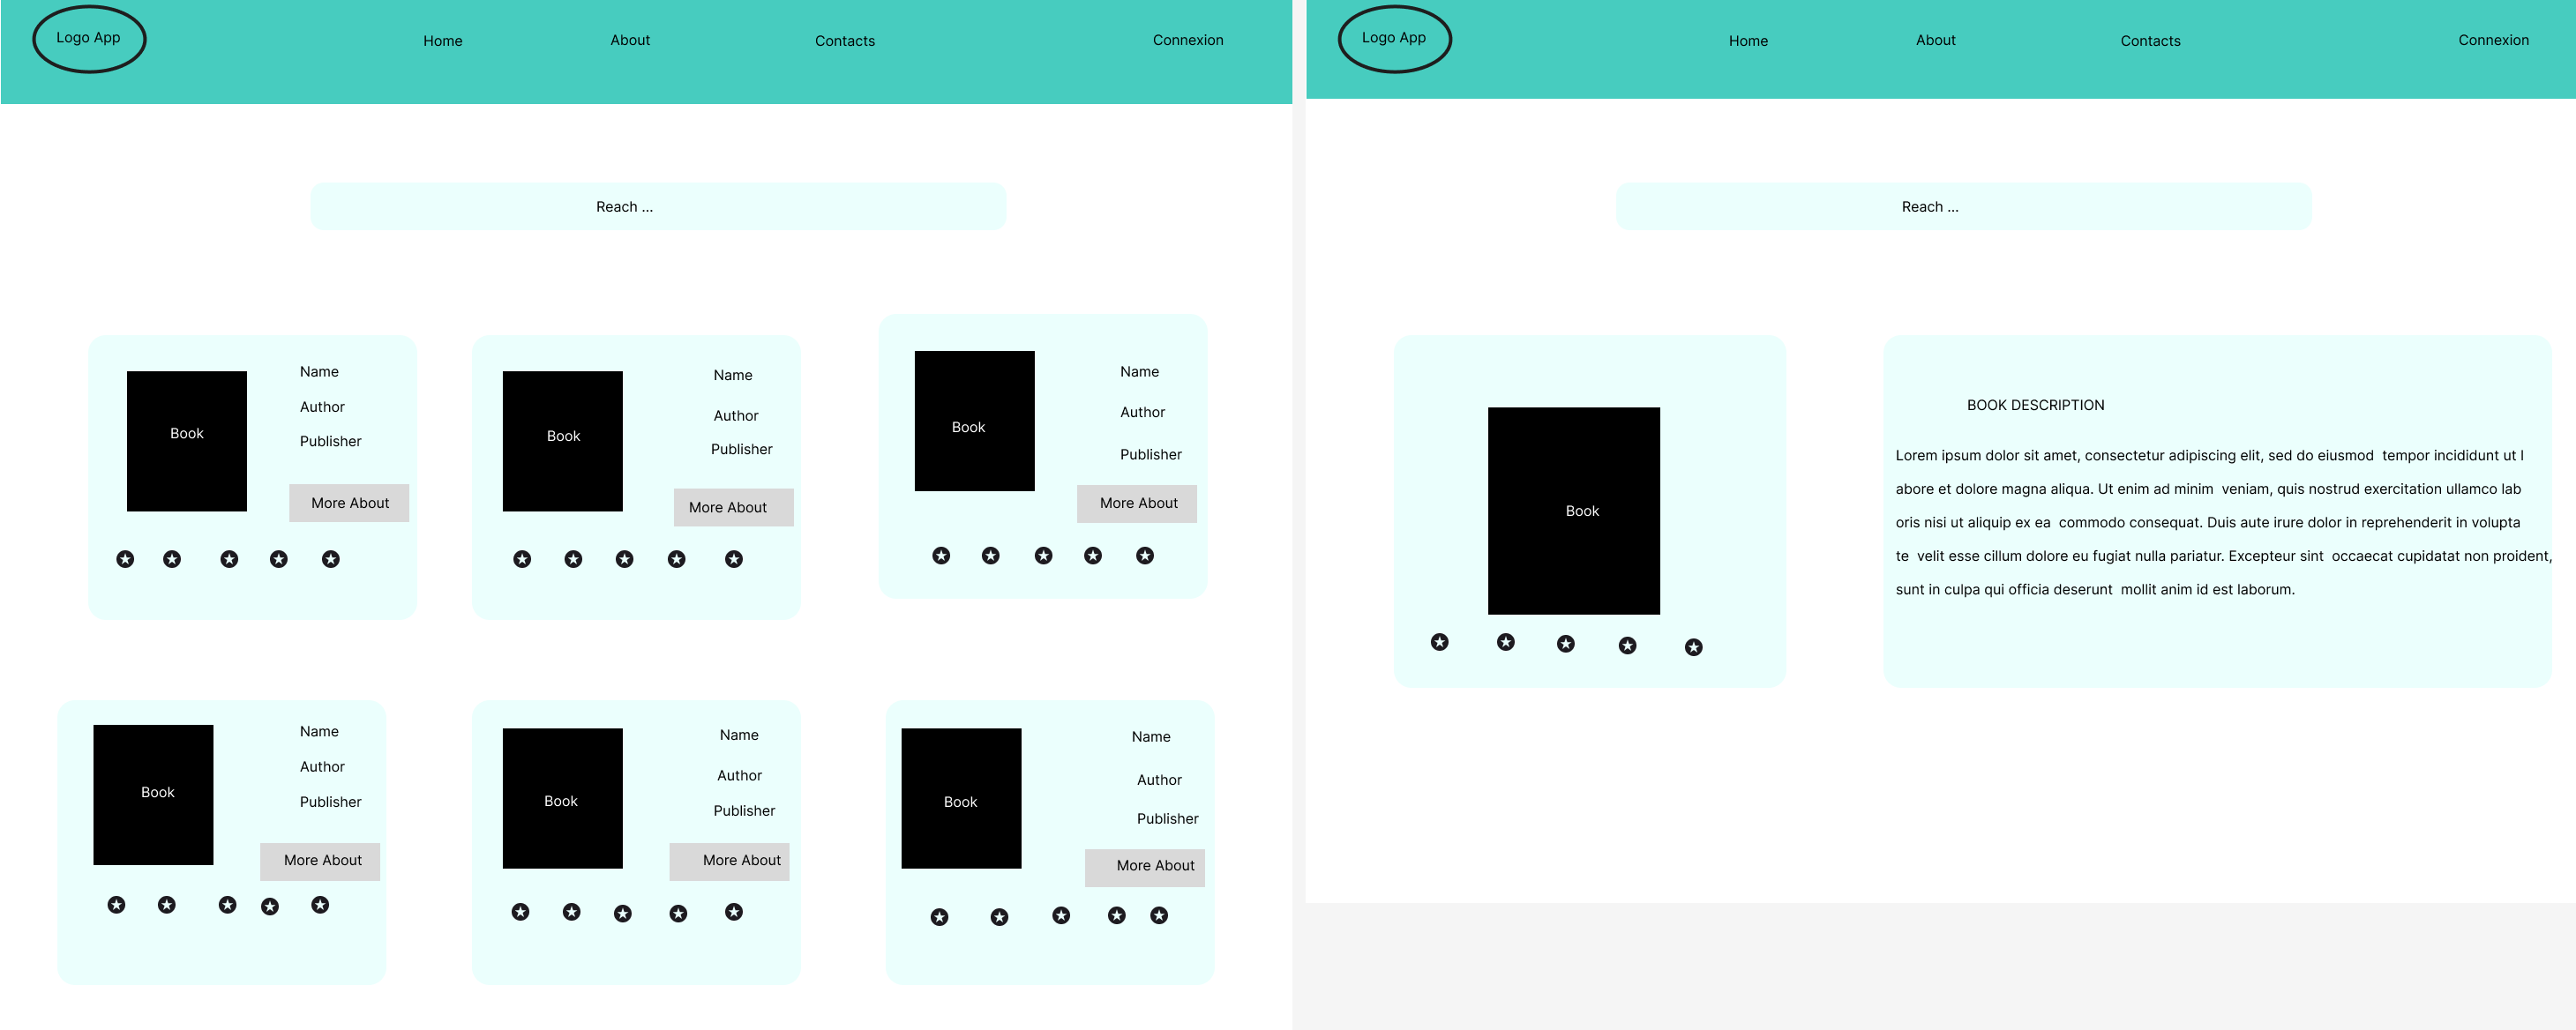 Logo App
Home
About
Contacts
Connexion
Reach ...
Name
Author
Book
Publisher
More About
Name
Author
Book
Publisher
More About
Name
Author
Book
Publisher
More About
Name
Author
Book
Publisher
More About
Name
Author
Book
Publisher
More About
Name
Author
Book
Publisher
More About
Logo App
Home
About
Contacts
Connexion
Reach ...
Book
BOOK DESCRIPTION
Lorem ipsum dolor sit amet, consectetur adipiscing elit, sed do eiusmod  tempor incididunt ut l
abore et dolore magna aliqua. Ut enim ad minim  veniam, quis nostrud exercitation ullamco lab
oris nisi ut aliquip ex ea  commodo consequat. Duis aute irure dolor in reprehenderit in volupta
te  velit esse cillum dolore eu fugiat nulla pariatur. Excepteur sint  occaecat cupidatat non proident,
sunt in culpa qui officia deserunt  mollit anim id est laborum.